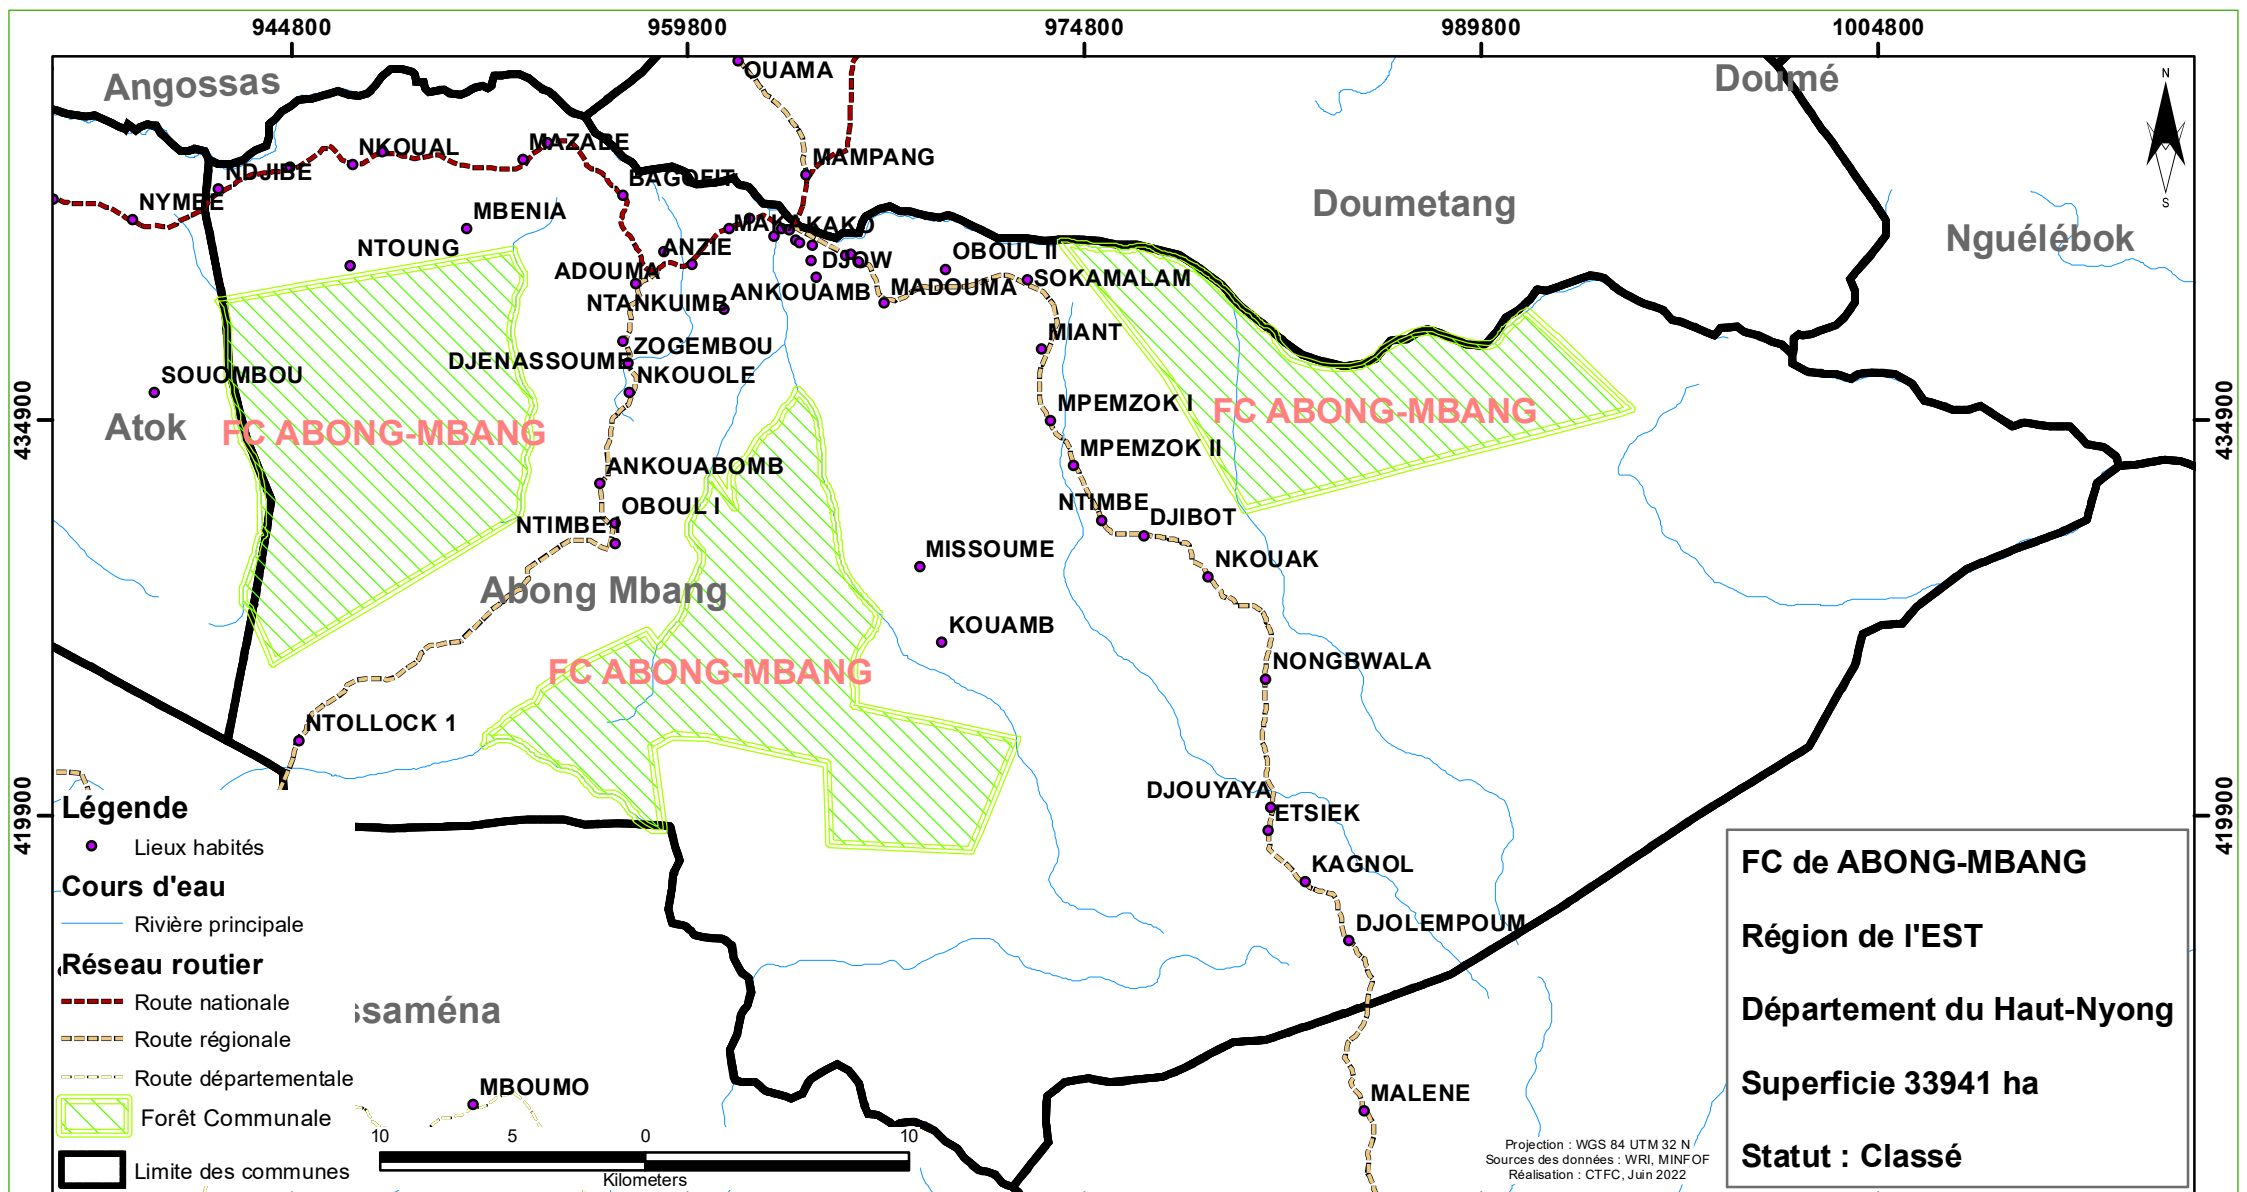 944800 959800 974800 989800 1004800
Angossas
OUAMA
Doumé
N
S
NKOUAL
MAZABE
MAMPANG
NDJIBE
BAGOFIT
NYMBE
MBENIA
Doumetang
Nguélébok
MAKAKAKO
NTOUNG
ANZIE
DJOW
OBOUL II
ADOUMA
SOKAMALAM
NTANKUIMB
ANKOUAMB
MADOUMA
MIANT
ZOGEMBOU
DJENASSOUME
NKOUOLE
SOUOMBOU
MPEMZOK I
434900
434900
Atok
FC ABONG-MBANG
FC ABONG-MBANG
MPEMZOK II
ANKOUABOMB
OBOUL I
NTIMBE
DJIBOT
NTIMBE I
MISSOUME
NKOUAK
Abong Mbang
KOUAMB
NONGBWALA
FC ABONG-MBANG
NTOLLOCK 1
DJOUYAYA
ETSIEK
419900
419900
KAGNOL
DJOLEMPOUM
ssaména
MBOUMO
MALENE
Légende
Lieux habités
Cours d'eau
Rivière principale
Réseau routier
Route nationale
Route régionale
Route départementale
Forêt Communale
Limite des communes
10 5 0 10
Kilometers
Projection : WGS 84 UTM 32 N
Sources des données : WRI, MINFOF
Réalisation : CTFC, Juin 2022
FC de ABONG-MBANG
Région de l'EST
Département du Haut-Nyong
Superficie 33941 ha
Statut : Classé